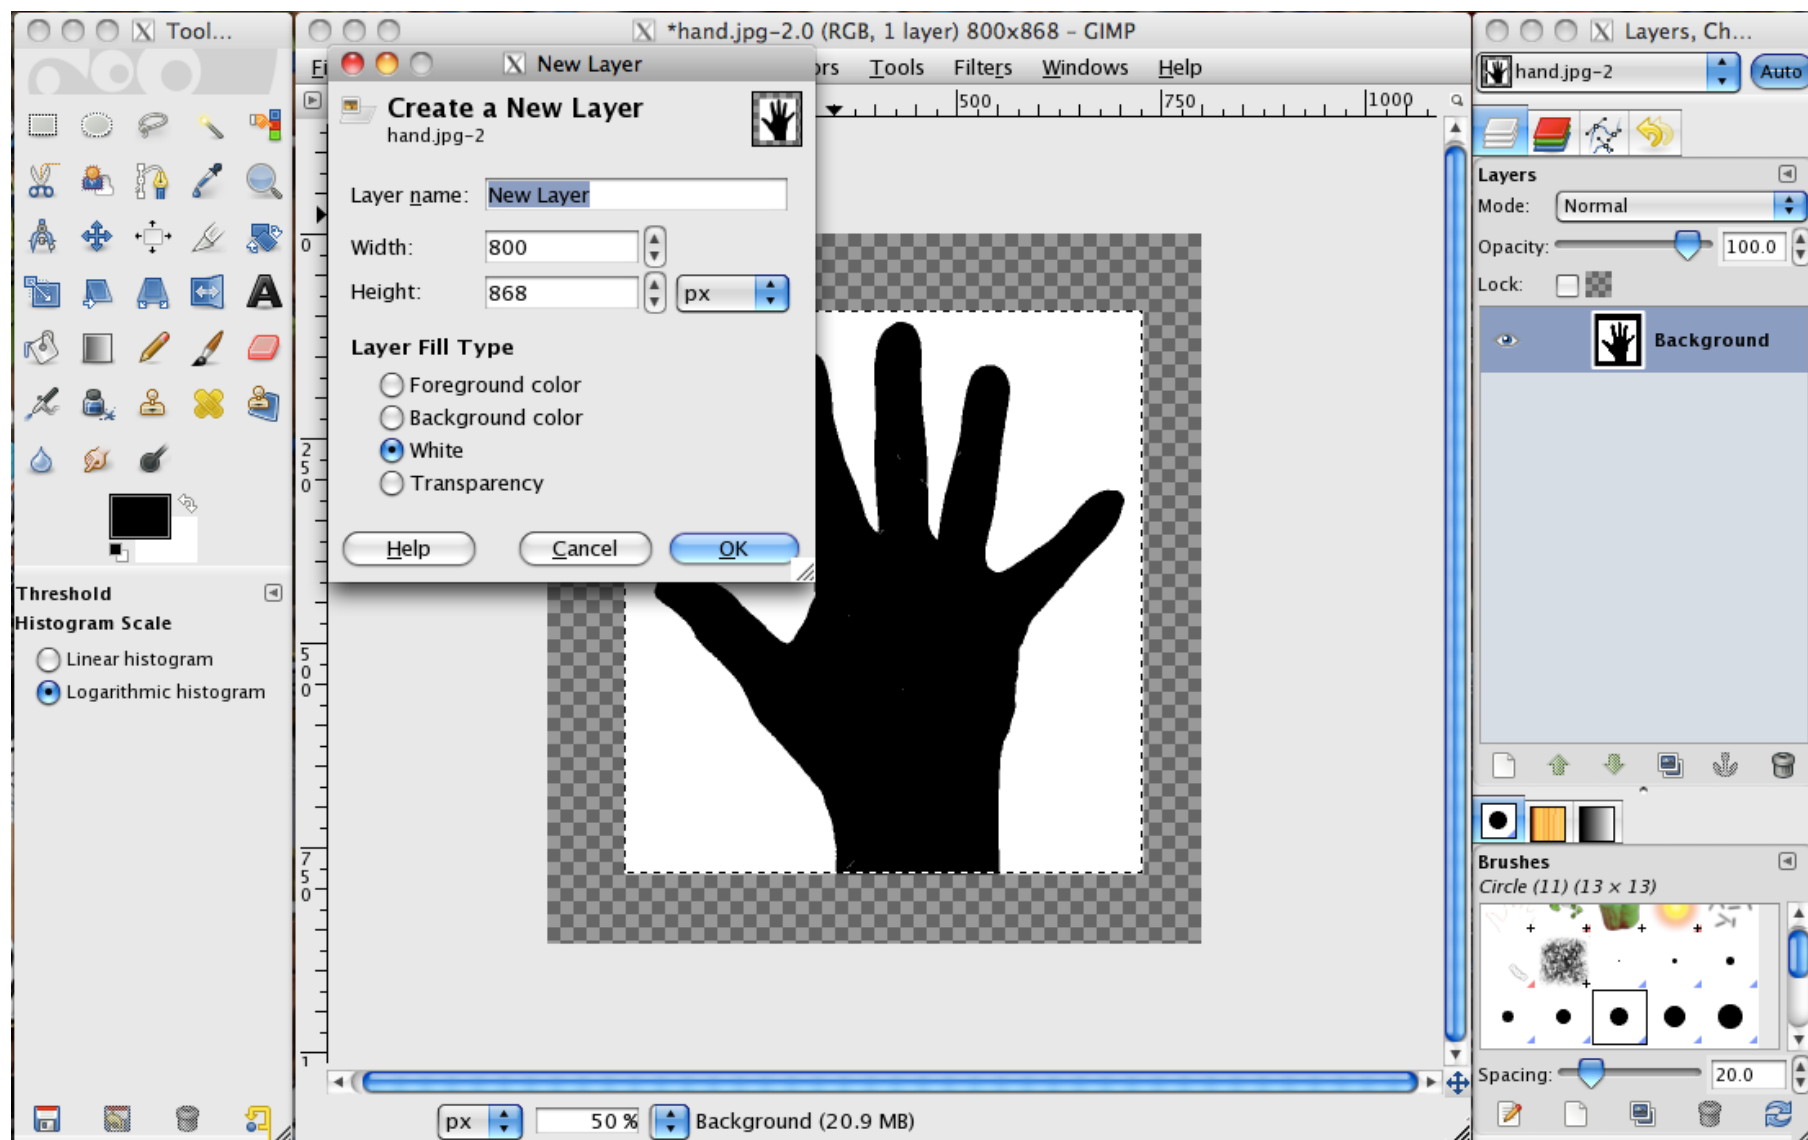 X Tool...
X *hand.jpg-2.0 (RGB, 1 layer) 800x868 – GIMP
X Layers, Ch...
Fi
ors Tools Filters Windows Help
X New Layer
Create a New Layer
hand.jpg-2
Layer name: New Layer
Width: 800
Height: 868 px
Layer Fill Type
Foreground color
Background color
White
Transparency
Help Cancel OK
500 750 1000
0
250
500
750
1
Threshold
Histogram Scale
Linear histogram
Logarithmic histogram
px 50 % Background (20.9 MB)
hand.jpg-2 Auto
Layers
Mode: Normal
Opacity: 100.0
Lock:
Background
Brushes
Circle (11) (13 × 13)
Spacing: 20.0